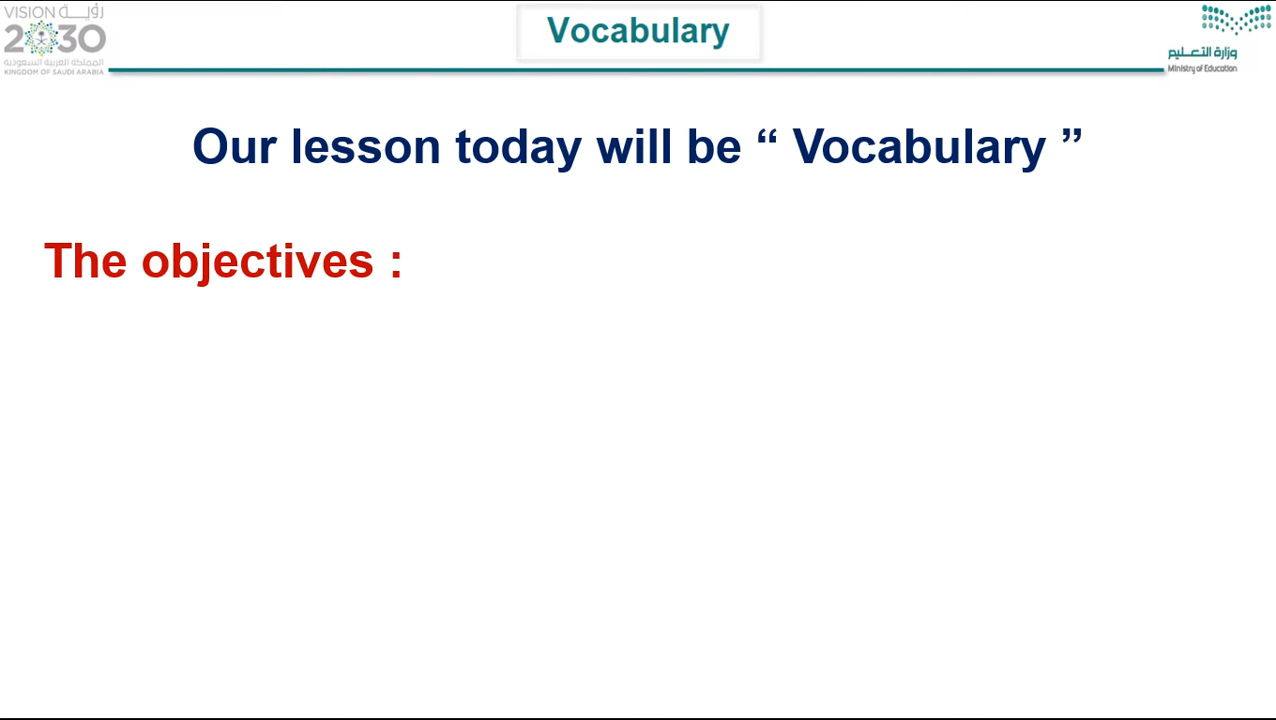 VISION رؤيـة
2030
المملكة العربية السعودية
KINGDOM OF SAUDI ARABIA
Vocabulary
وزارة التعـليم
Ministry of Education
Our lesson today will be “ Vocabulary ”
The objectives :